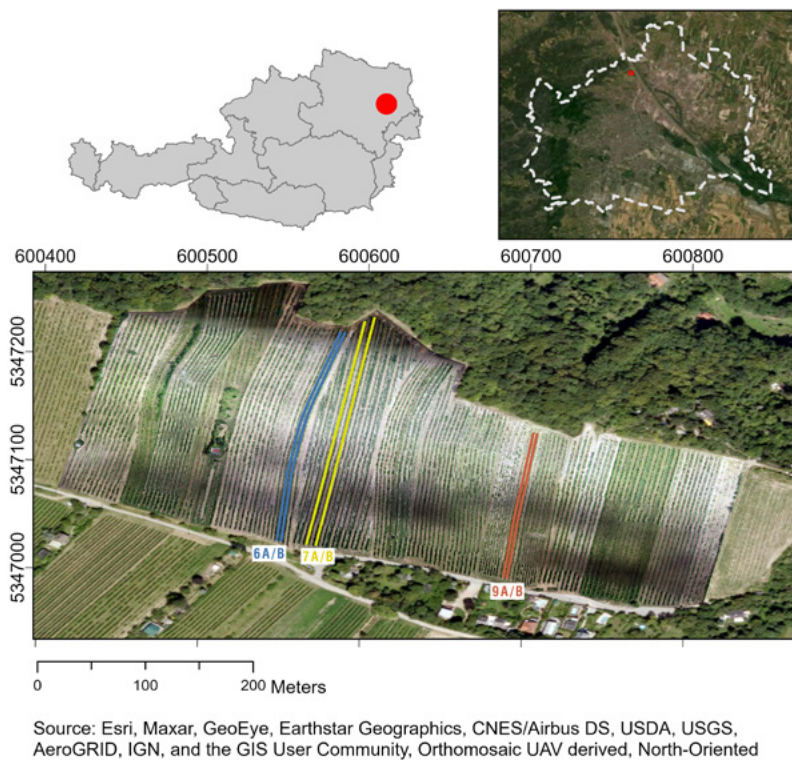 600400 600500 600600 600700 600800
5347200
5347100
5347000
6A/B 7A/B
9A/B
0 100 200 Meters
Source: Esri, Maxar, GeoEye, Earthstar Geographics, CNES/Airbus DS, USDA, USGS,
AeroGRID, IGN, and the GIS User Community, Orthomosaic UAV derived, North-Oriented